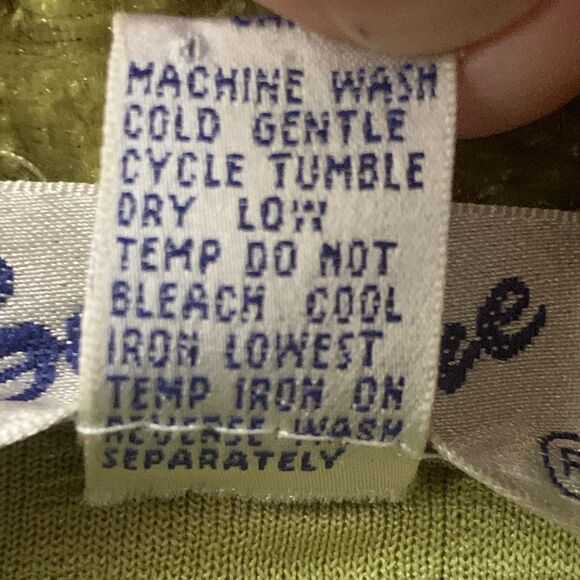 MACHINE WASH
COLD GENTLE
CYCLE TUMBLE
DRY LOW
TEMP DO NOT
BLEACH COOL
IRON LOWEST
TEMP IRON ON
REVERSE WASH
SEPARATELY
®